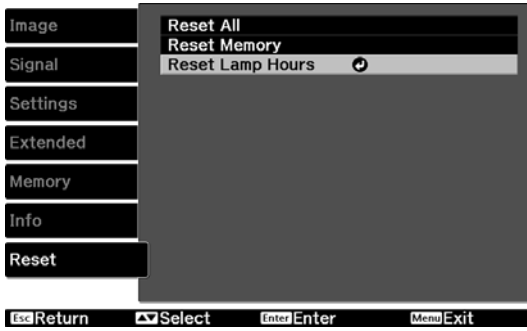 Image
Signal
Settings
Extended
Memory
Info
Reset
Reset All
Reset Memory
Reset Lamp Hours
Esc Return Select Enter Enter Menu Exit